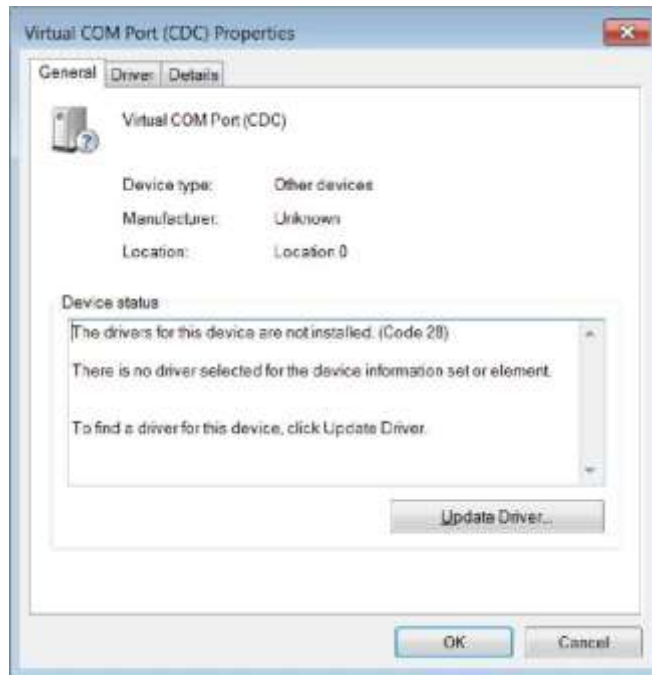 Virtual COM Port (CDC) Properties
General Driver Details
Virtual COM Port (CDC)
Device type: Other devices
Manufacturer: Unknown
Location: Location 0
Device status
The drivers for this device are not installed. (Code 28)
There is no driver selected for the device information set or element.
To find a driver for this device, click Update Driver.
Update Driver...
OK Cancel